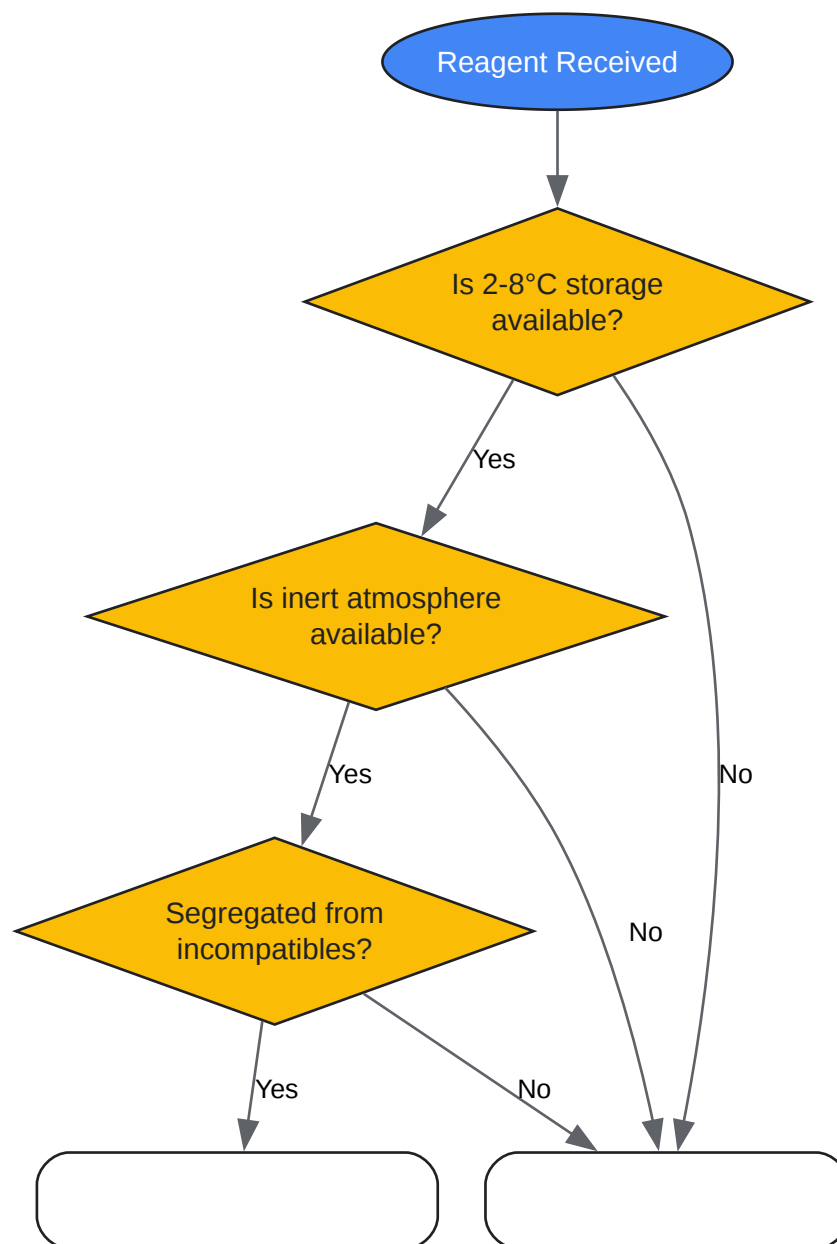 Reagent Received
Is 2-8°C storage
available?
Yes
Is inert atmosphere
available?
Yes
No
Segregated from
incompatibles?
No
Yes
No